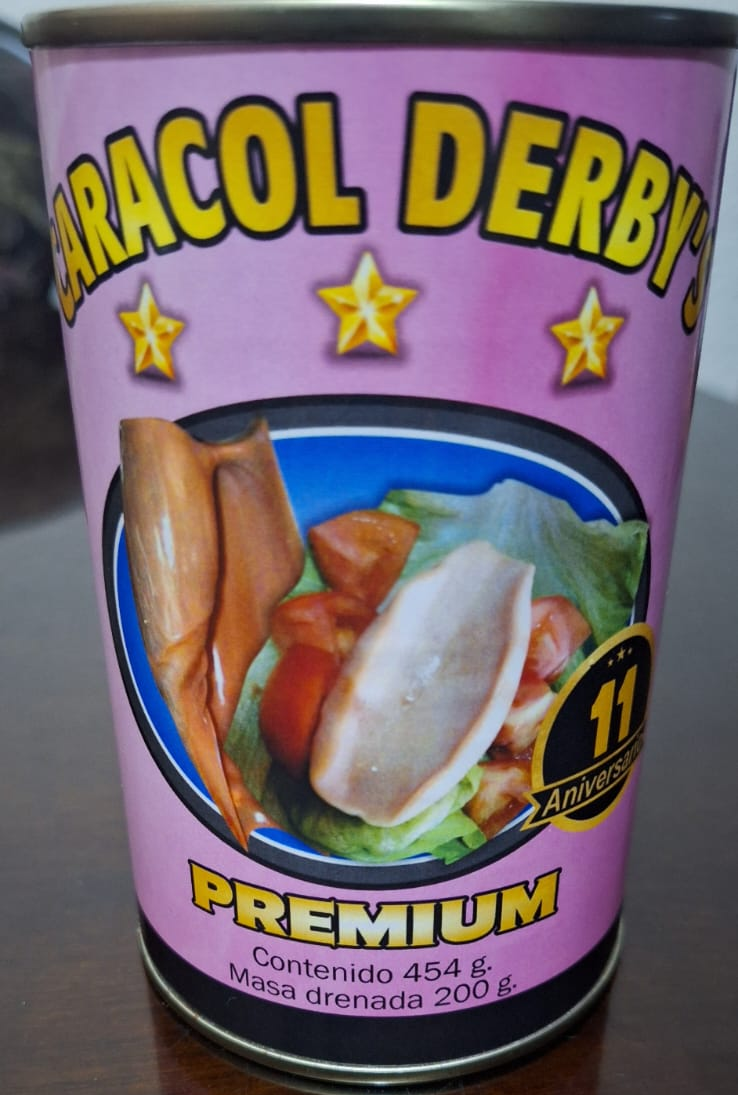 CARACOL DERBY'S
11
Aniversario
PREMIUM
Contenido 454 g.
Masa drenada 200 g.